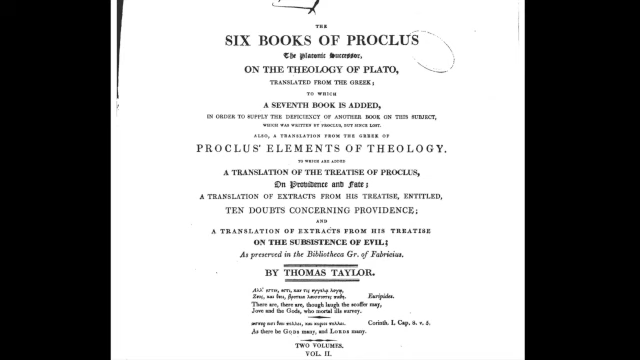 THE
SIX BOOKS OF PROCLUS
The Platonic Successor,
ON THE THEOLOGY OF PLATO,
TRANSLATED FROM THE GREEK;
TO WHICH
A SEVENTH BOOK IS ADDED,
IN ORDER TO SUPPLY THE DEFICIENCY OF ANOTHER BOOK ON THIS SUBJECT,
WHICH WAS WRITTEN BY PROCLUS, BUT SINCE LOST.
ALSO, A TRANSLATION FROM THE GREEK OF
PROCLUS' ELEMENTS OF THEOLOGY.
TO WHICH ARE ADDED
A TRANSLATION OF THE TREATISE OF PROCLUS,
On Providence and Fate;
A TRANSLATION OF EXTRACTS FROM HIS TREATISE, ENTITLED,
TEN DOUBTS CONCERNING PROVIDENCE;
AND
A TRANSLATION OF EXTRACTS FROM HIS TREATISE
ON THE SUBSISTENCE OF EVIL;
As preserved in the Bibliotheca Gr. of Fabricius.
BY THOMAS TAYLOR.
Euripides.
There are, there are, though laugh the scoffer may,
Jove and the Gods, who mortal ills survey.
Corinth. I. Cap. 8. v. 5.
As there be GODS many, and LORDS many.
TWO VOLUMES.
VOL. II.